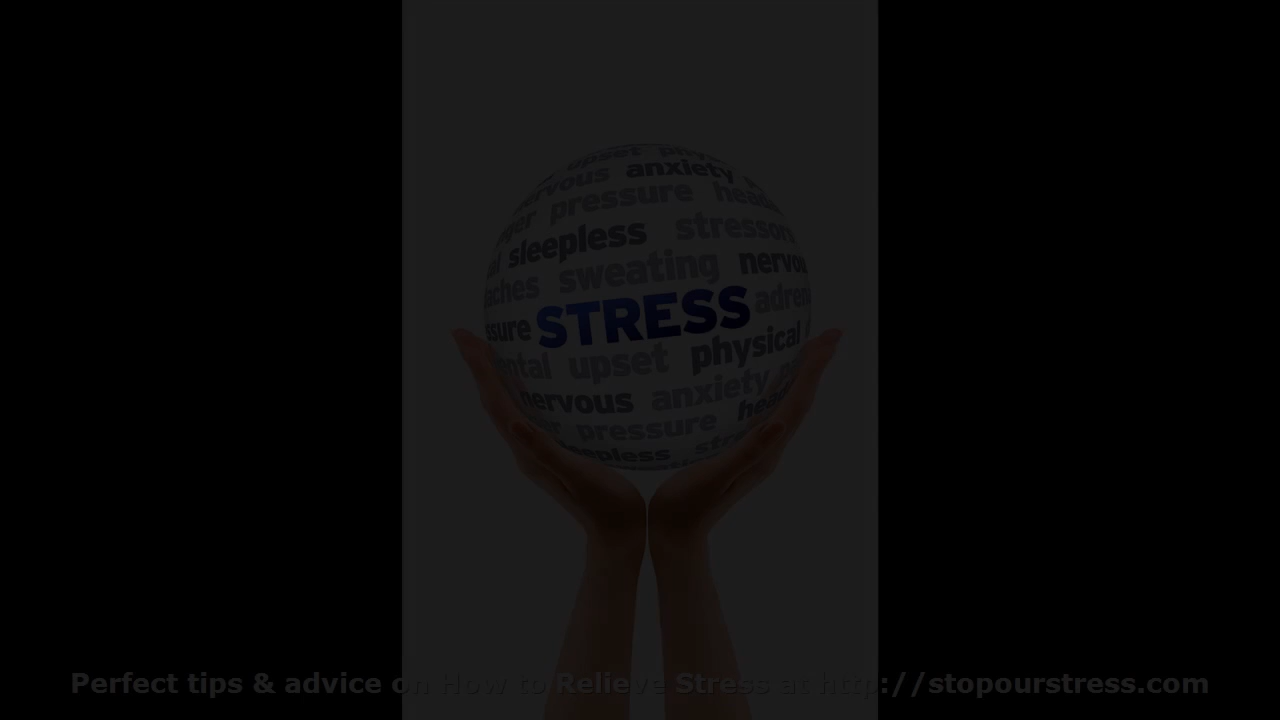 upset
nervous anxiety
pressure
sleepless stressors
sweating nervous
STRESS
upset physical
nervous anxiety
pressure
Perfect tips & advice on How to Relieve Stress at http://stopourstress.com